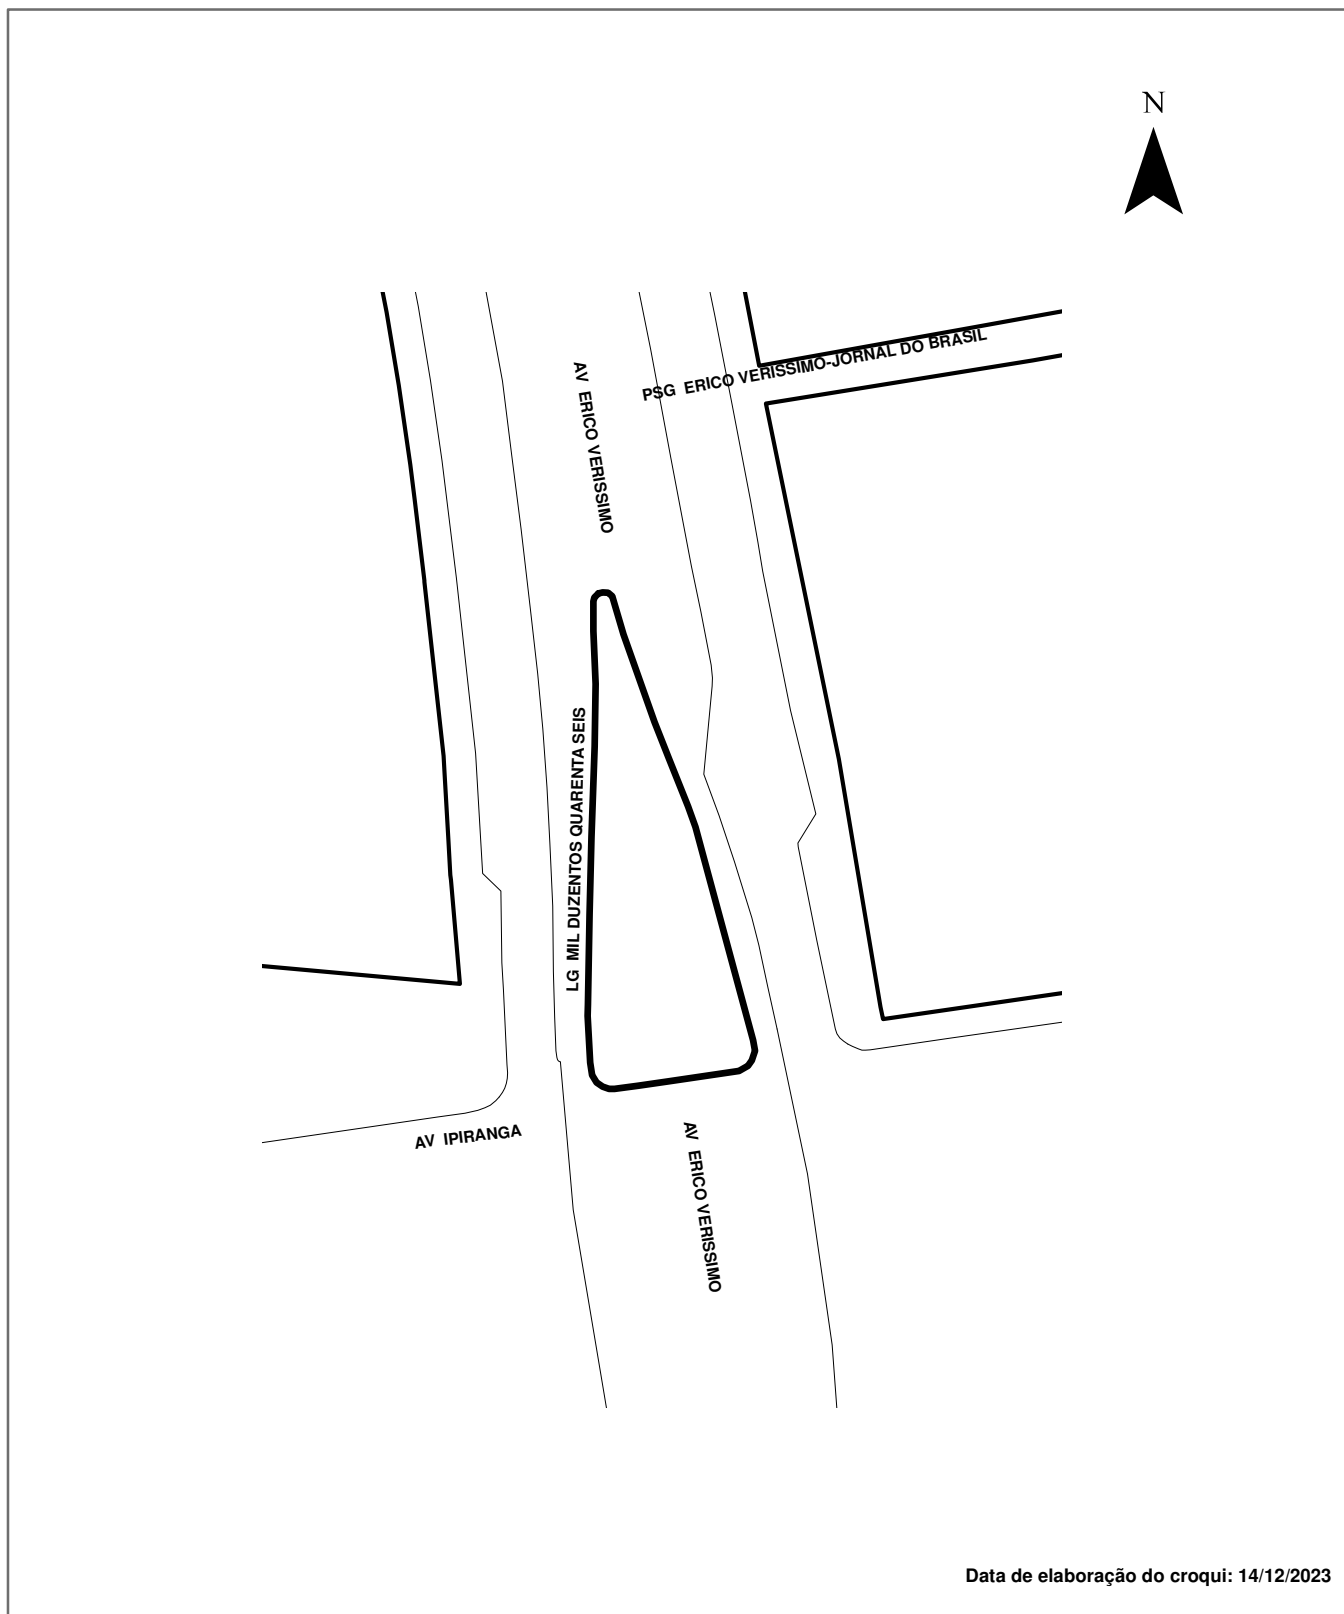 N
PSG ERICO VERISSIMO-JORNAL DO BRASIL
AV ERICO VERISSIMO
LG MIL DUZENTOS QUARENTA SEIS
AV IPIRANGA
AV ERICO VERISSIMO
Data de elaboração do croqui: 14/12/2023